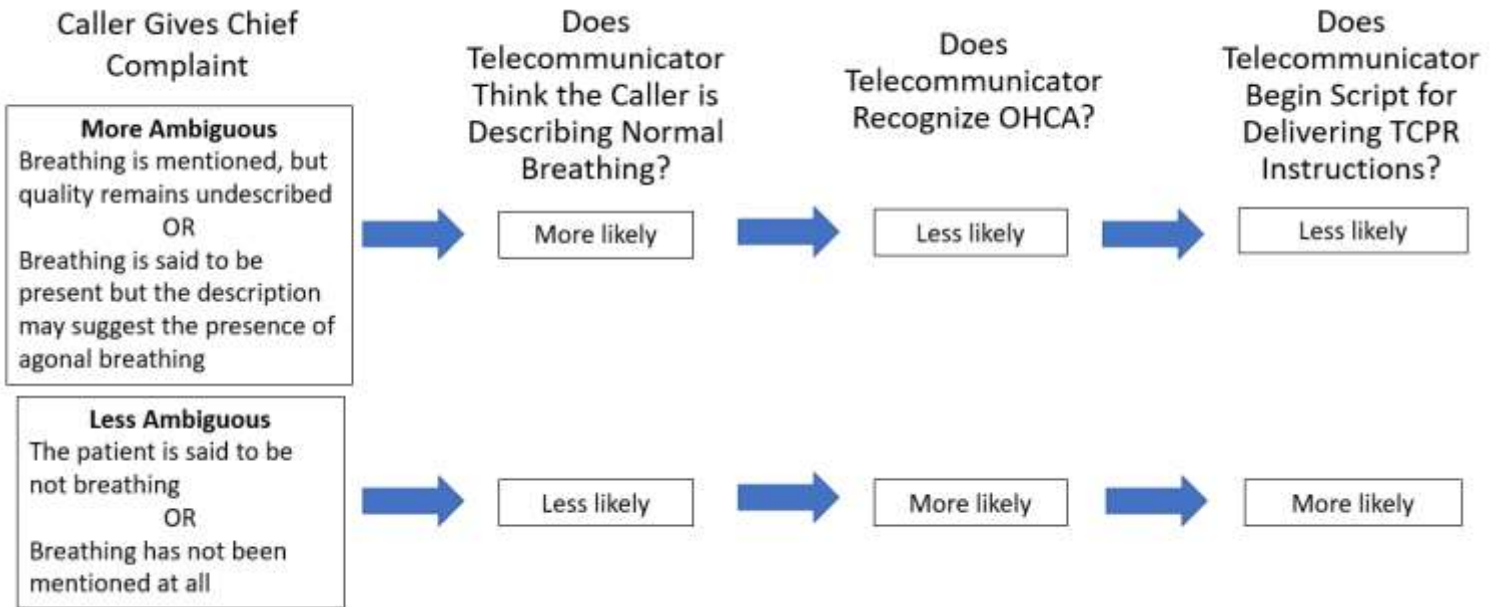 Caller Gives Chief
Complaint
Does
Telecommunicator
Think the Caller is
Describing Normal
Breathing?
Does
Telecommunicator
Recognize OHCA?
Does
Telecommunicator
Begin Script for
Delivering TCPR
Instructions?
More Ambiguous
Breathing is mentioned, but
quality remains undescribed
OR
Breathing is said to be
present but the description
may suggest the presence of
agonal breathing
More likely
Less likely
Less likely
Less Ambiguous
The patient is said to be
not breathing
OR
Breathing has not been
mentioned at all
Less likely
More likely
More likely